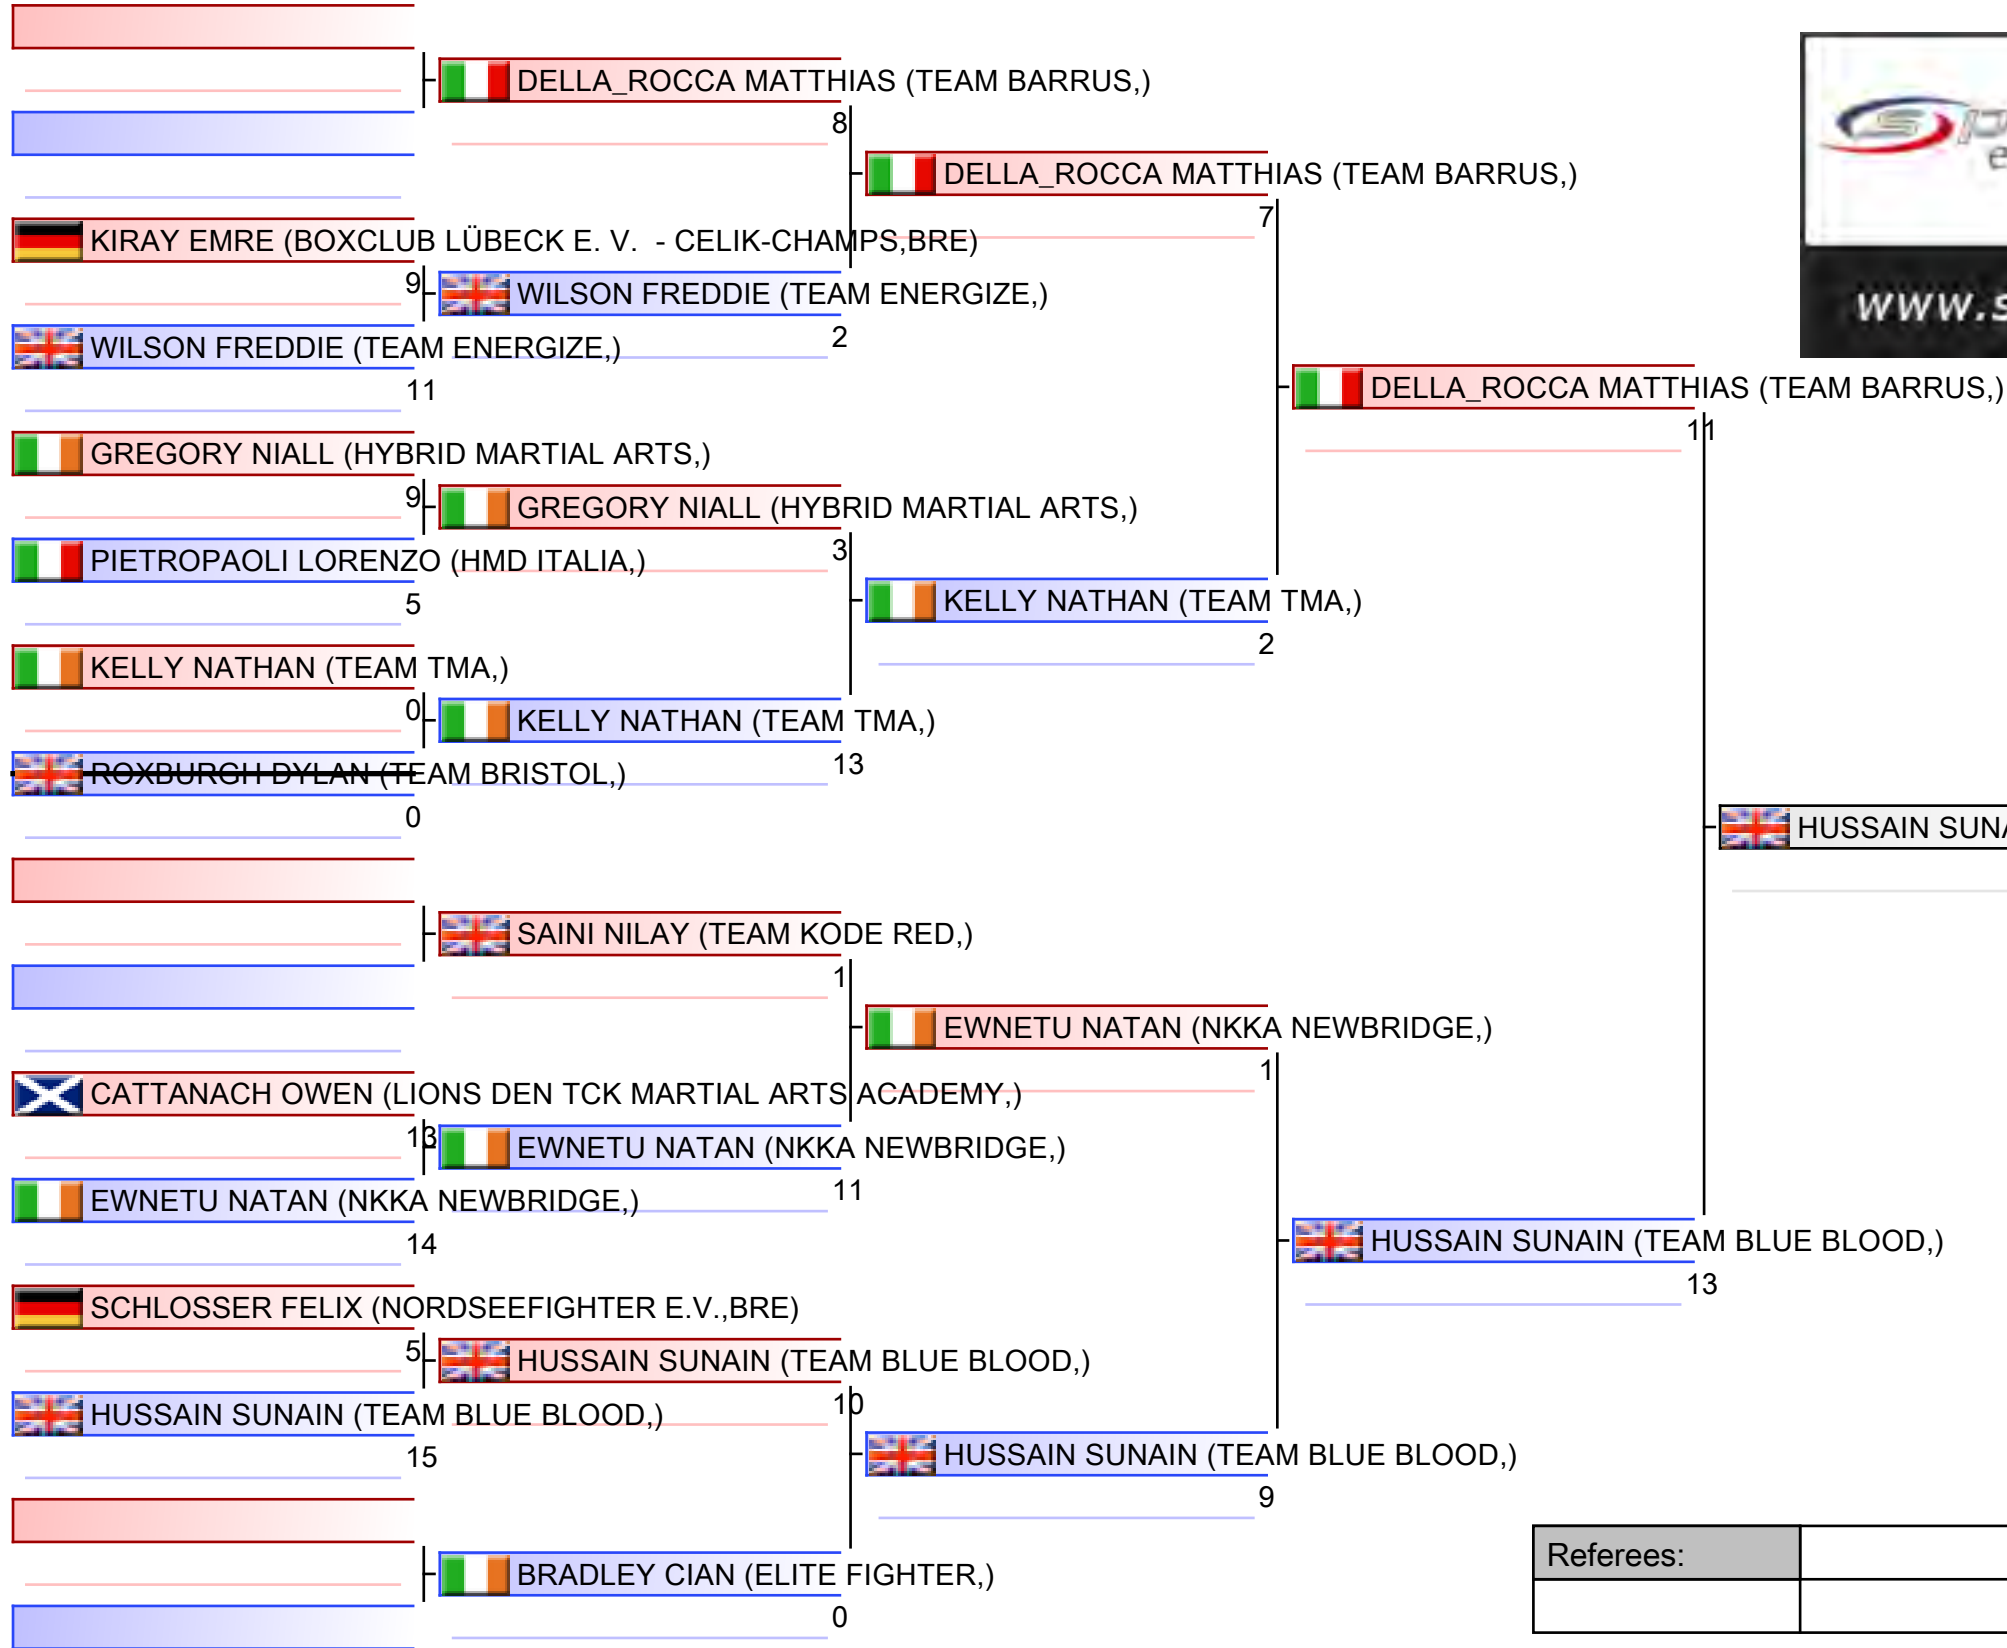 DELLA_ROCCA MATTHIAS (TEAM BARRUS,)
8
DELLA_ROCCA MATTHIAS (TEAM BARRUS,)
7
KIRAY EMRE (BOXCLUB LÜBECK E. V.  - CELIK-CHAMPS,BRE)
9
WILSON FREDDIE (TEAM ENERGIZE,)
2
WILSON FREDDIE (TEAM ENERGIZE,)
11
www.s
DELLA_ROCCA MATTHIAS (TEAM BARRUS,)
11
GREGORY NIALL (HYBRID MARTIAL ARTS,)
9
GREGORY NIALL (HYBRID MARTIAL ARTS,)
3
PIETROPAOLI LORENZO (HMD ITALIA,)
5
KELLY NATHAN (TEAM TMA,)
2
KELLY NATHAN (TEAM TMA,)
0
KELLY NATHAN (TEAM TMA,)
13
ROXBURGH DYLAN (TEAM BRISTOL,)
0
HUSSAIN SUNA
SAINI NILAY (TEAM KODE RED,)
1
EWNETU NATAN (NKKA NEWBRIDGE,)
1
CATTANACH OWEN (LIONS DEN TCK MARTIAL ARTS ACADEMY,)
13
EWNETU NATAN (NKKA NEWBRIDGE,)
11
EWNETU NATAN (NKKA NEWBRIDGE,)
14
HUSSAIN SUNAIN (TEAM BLUE BLOOD,)
13
SCHLOSSER FELIX (NORDSEEFIGHTER E.V.,BRE)
5
HUSSAIN SUNAIN (TEAM BLUE BLOOD,)
10
HUSSAIN SUNAIN (TEAM BLUE BLOOD,)
15
HUSSAIN SUNAIN (TEAM BLUE BLOOD,)
9
BRADLEY CIAN (ELITE FIGHTER,)
0
Referees: